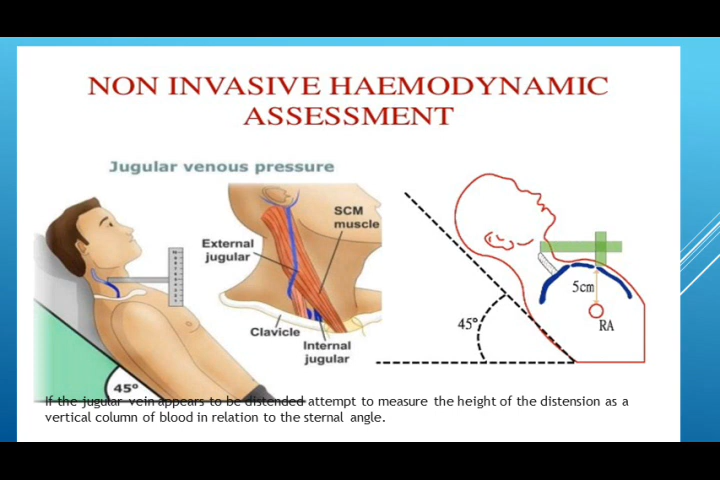 NON INVASIVE HAEMODYNAMIC
ASSESSMENT
Jugular venous pressure
SCM
muscle
External
jugular
Clavicle
Internal
jugular
45°
5cm
RA
45°
If the jugular vein appears to be distended attempt to measure the height of the distension as a
vertical column of blood in relation to the sternal angle.